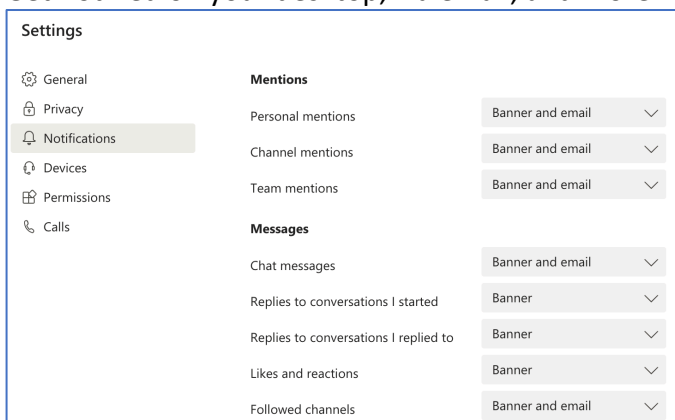 Settings
General
Privacy
Notifications
Devices
Permissions
Calls
Mentions
Personal mentions Banner and email
Channel mentions Banner and email
Team mentions Banner and email
Messages
Chat messages Banner and email
Replies to conversations I started Banner
Replies to conversations I replied to Banner
Likes and reactions Banner
Followed channels Banner and email